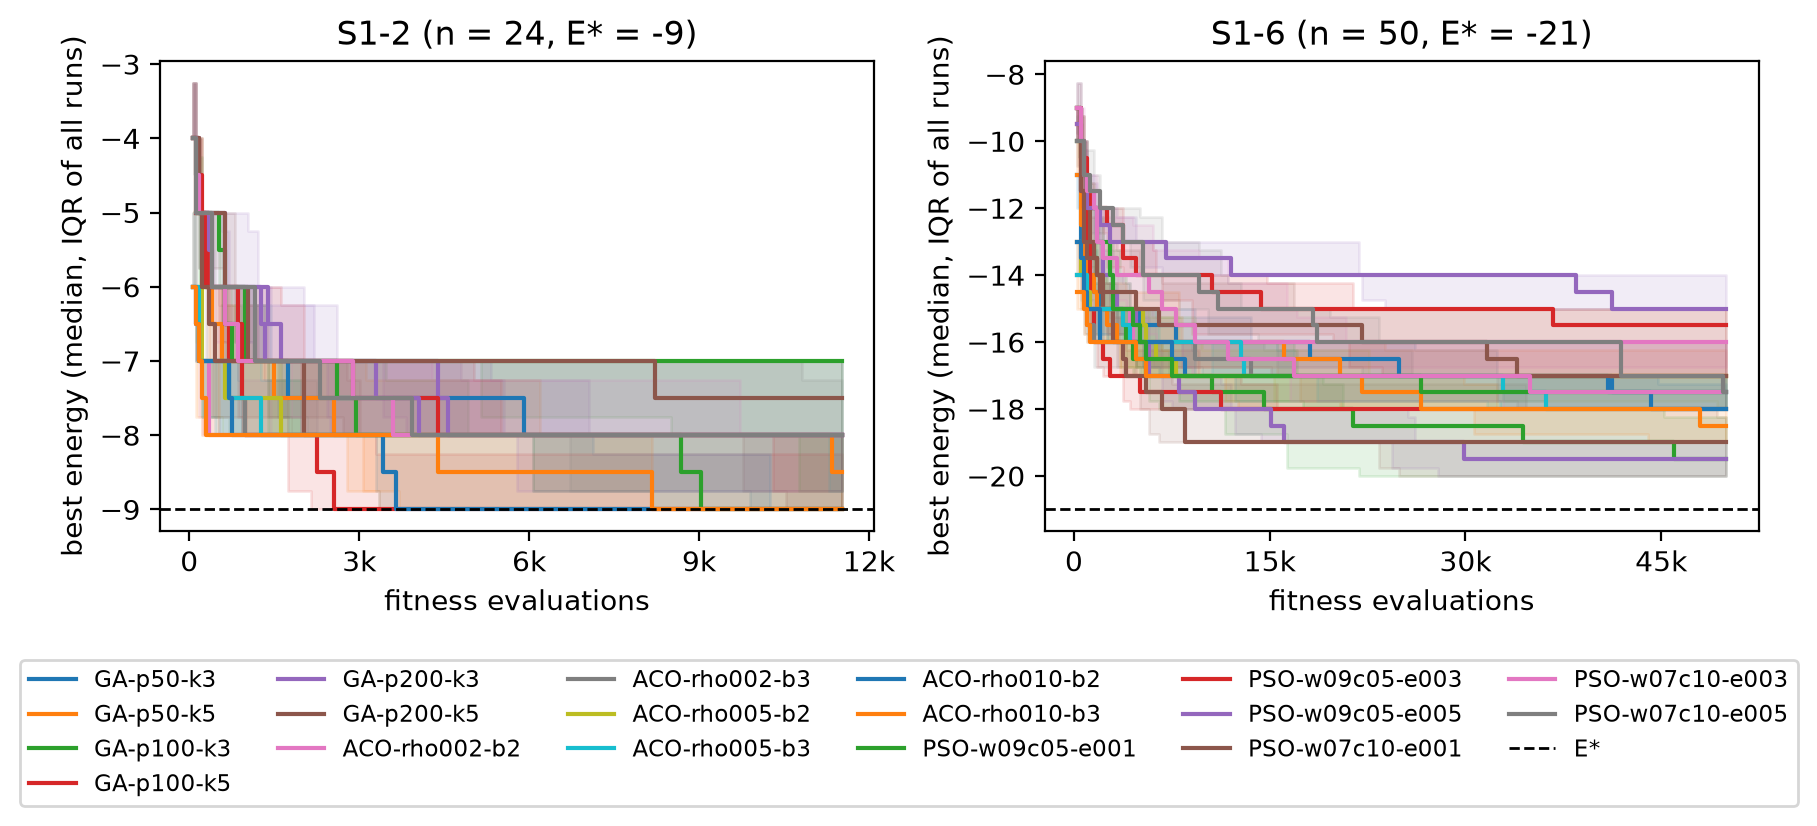 S1-2 (n = 24, E* = -9)
best energy (median, IQR of all runs)
−3
−4
−5
−6
−7
−8
−9
0
3k
6k
9k
12k
fitness evaluations
S1-6 (n = 50, E* = -21)
best energy (median, IQR of all runs)
−8
−10
−12
−14
−16
−18
−20
0
15k
30k
45k
fitness evaluations
GA-p50-k3
GA-p50-k5
GA-p100-k3
GA-p100-k5
GA-p200-k3
GA-p200-k5
ACO-rho002-b2
ACO-rho002-b3
ACO-rho005-b2
ACO-rho005-b3
ACO-rho010-b2
ACO-rho010-b3
PSO-w09c05-e001
PSO-w09c05-e003
PSO-w09c05-e005
PSO-w07c10-e001
PSO-w07c10-e003
PSO-w07c10-e005
E*